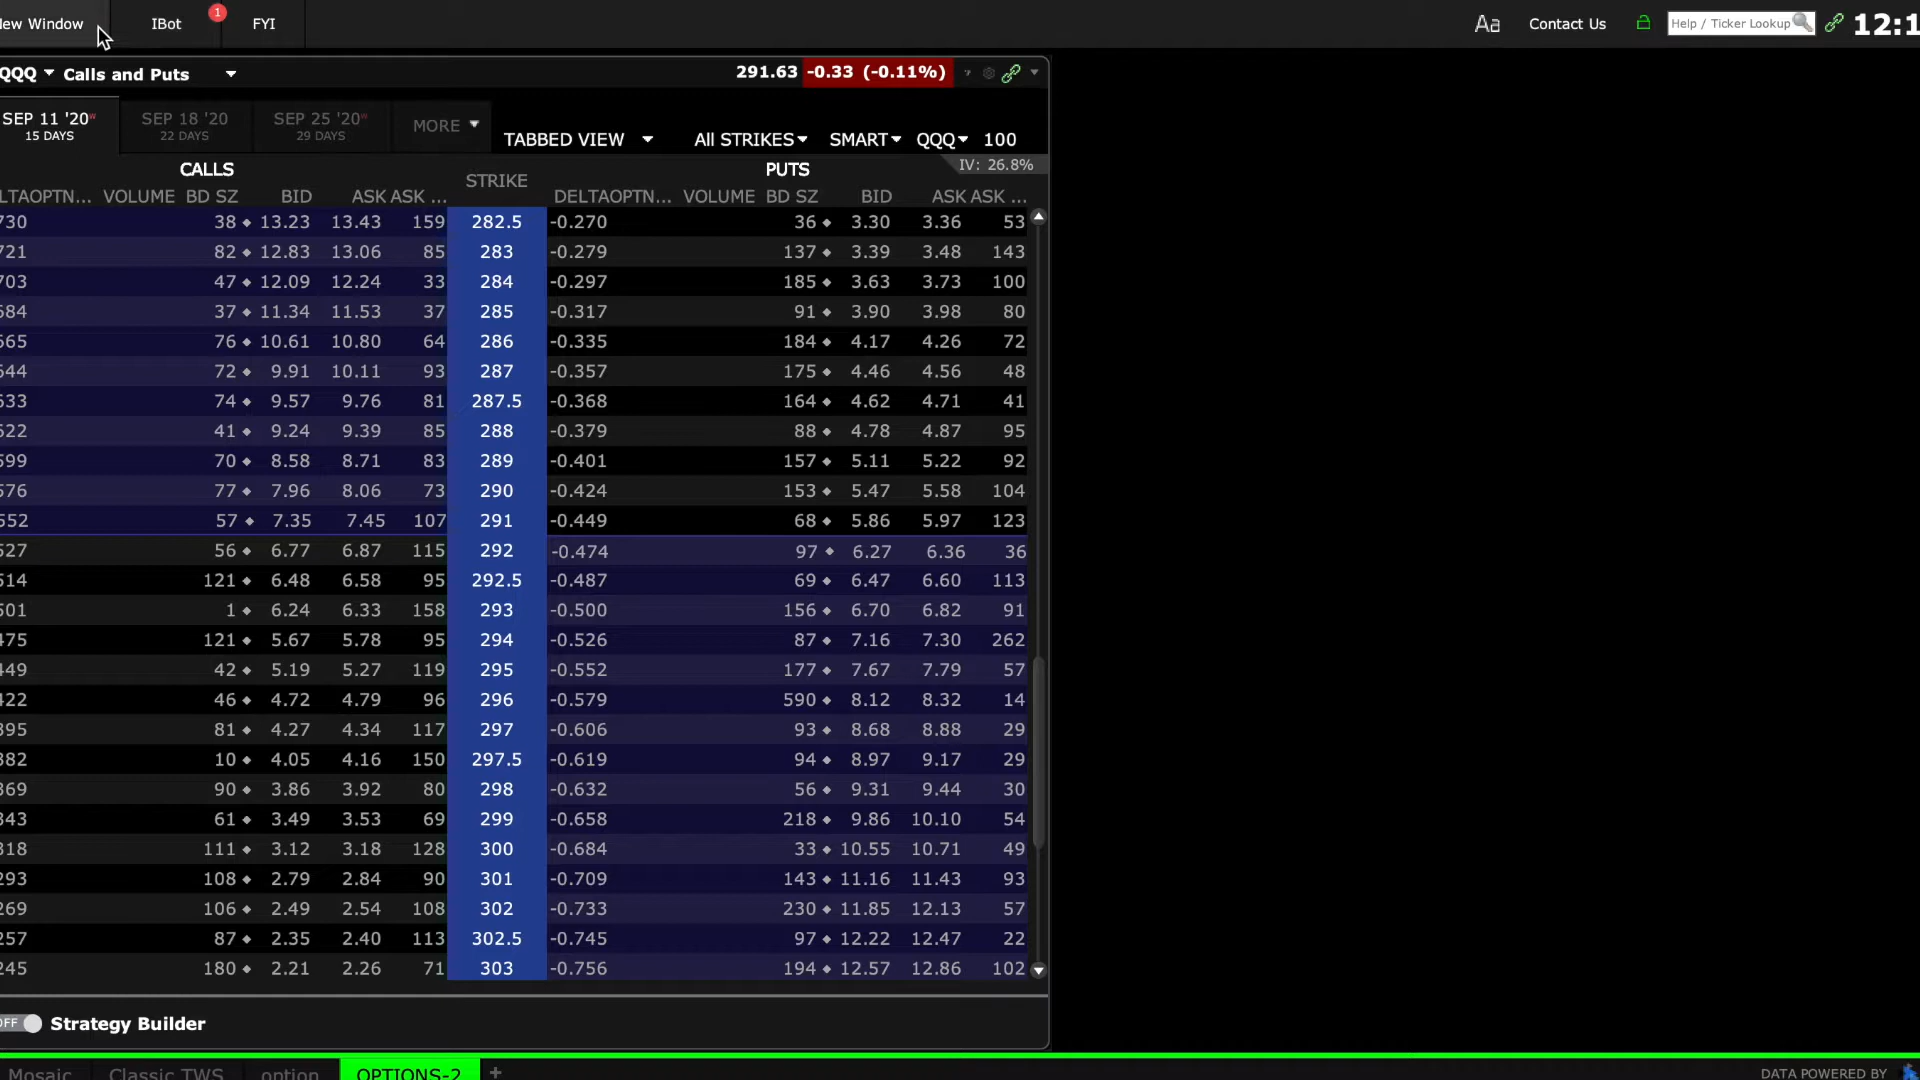 New Window IBot 1 FYI Aa Contact Us Help / Ticker Lookup 12:1
QQQ Calls and Puts 291.63 -0.33 (-0.11%)
SEP 11 '20 SEP 18 '20 SEP 25 '20 MORE
15 DAYS 22 DAYS 29 DAYS
TABBED VIEW All STRIKES SMART QQQ 100
IV: 26.8%
CALLS STRIKE PUTS
LTAOPTN... VOLUME BD SZ BID ASK ASK ... DELTAOPTN... VOLUME BD SZ BID ASK ASK ...
730 38 13.23 13.43 159 282.5 -0.270 36 3.30 3.36 53
721 82 12.83 13.06 85 283 -0.279 137 3.39 3.48 143
703 47 12.09 12.24 33 284 -0.297 185 3.63 3.73 100
684 37 11.34 11.53 37 285 -0.317 91 3.90 3.98 80
665 76 10.61 10.80 64 286 -0.335 184 4.17 4.26 72
644 72 9.91 10.11 93 287 -0.357 175 4.46 4.56 48
633 74 9.57 9.76 81 287.5 -0.368 164 4.62 4.71 41
622 41 9.24 9.39 85 288 -0.379 88 4.78 4.87 95
599 70 8.58 8.71 83 289 -0.401 157 5.11 5.22 92
576 77 7.96 8.06 73 290 -0.424 153 5.47 5.58 104
552 57 7.35 7.45 107 291 -0.449 68 5.86 5.97 123
527 56 6.77 6.87 115 292 -0.474 97 6.27 6.36 36
514 121 6.48 6.58 95 292.5 -0.487 69 6.47 6.60 113
501 1 6.24 6.33 158 293 -0.500 156 6.70 6.82 91
475 121 5.67 5.78 95 294 -0.526 87 7.16 7.30 262
449 42 5.19 5.27 119 295 -0.552 177 7.67 7.79 57
422 46 4.72 4.79 96 296 -0.579 590 8.12 8.32 14
395 81 4.27 4.34 117 297 -0.606 93 8.68 8.88 29
382 10 4.05 4.16 150 297.5 -0.619 94 8.97 9.17 29
369 90 3.86 3.92 80 298 -0.632 56 9.31 9.44 30
343 61 3.49 3.53 69 299 -0.658 218 9.86 10.10 54
318 111 3.12 3.18 128 300 -0.684 33 10.55 10.71 49
293 108 2.79 2.84 90 301 -0.709 143 11.16 11.43 93
269 106 2.49 2.54 108 302 -0.733 230 11.85 12.13 57
257 87 2.35 2.40 113 302.5 -0.745 97 12.22 12.47 22
245 180 2.21 2.26 71 303 -0.756 194 12.57 12.86 102
OFF Strategy Builder
Mosaic Classic TWS option OPTIONS-2 + DATA POWERED BY